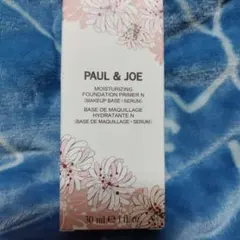 PAUL & JOE
MOISTURIZING
FOUNDATION PRIMER N
(MAKEUP BASE • SERUM)
BASE DE MAQUILLAGE
HYDRATANTE N
(BASE DE MAQUILLAGE • SERUM)
30 mL ℮ 1 fl.oz.